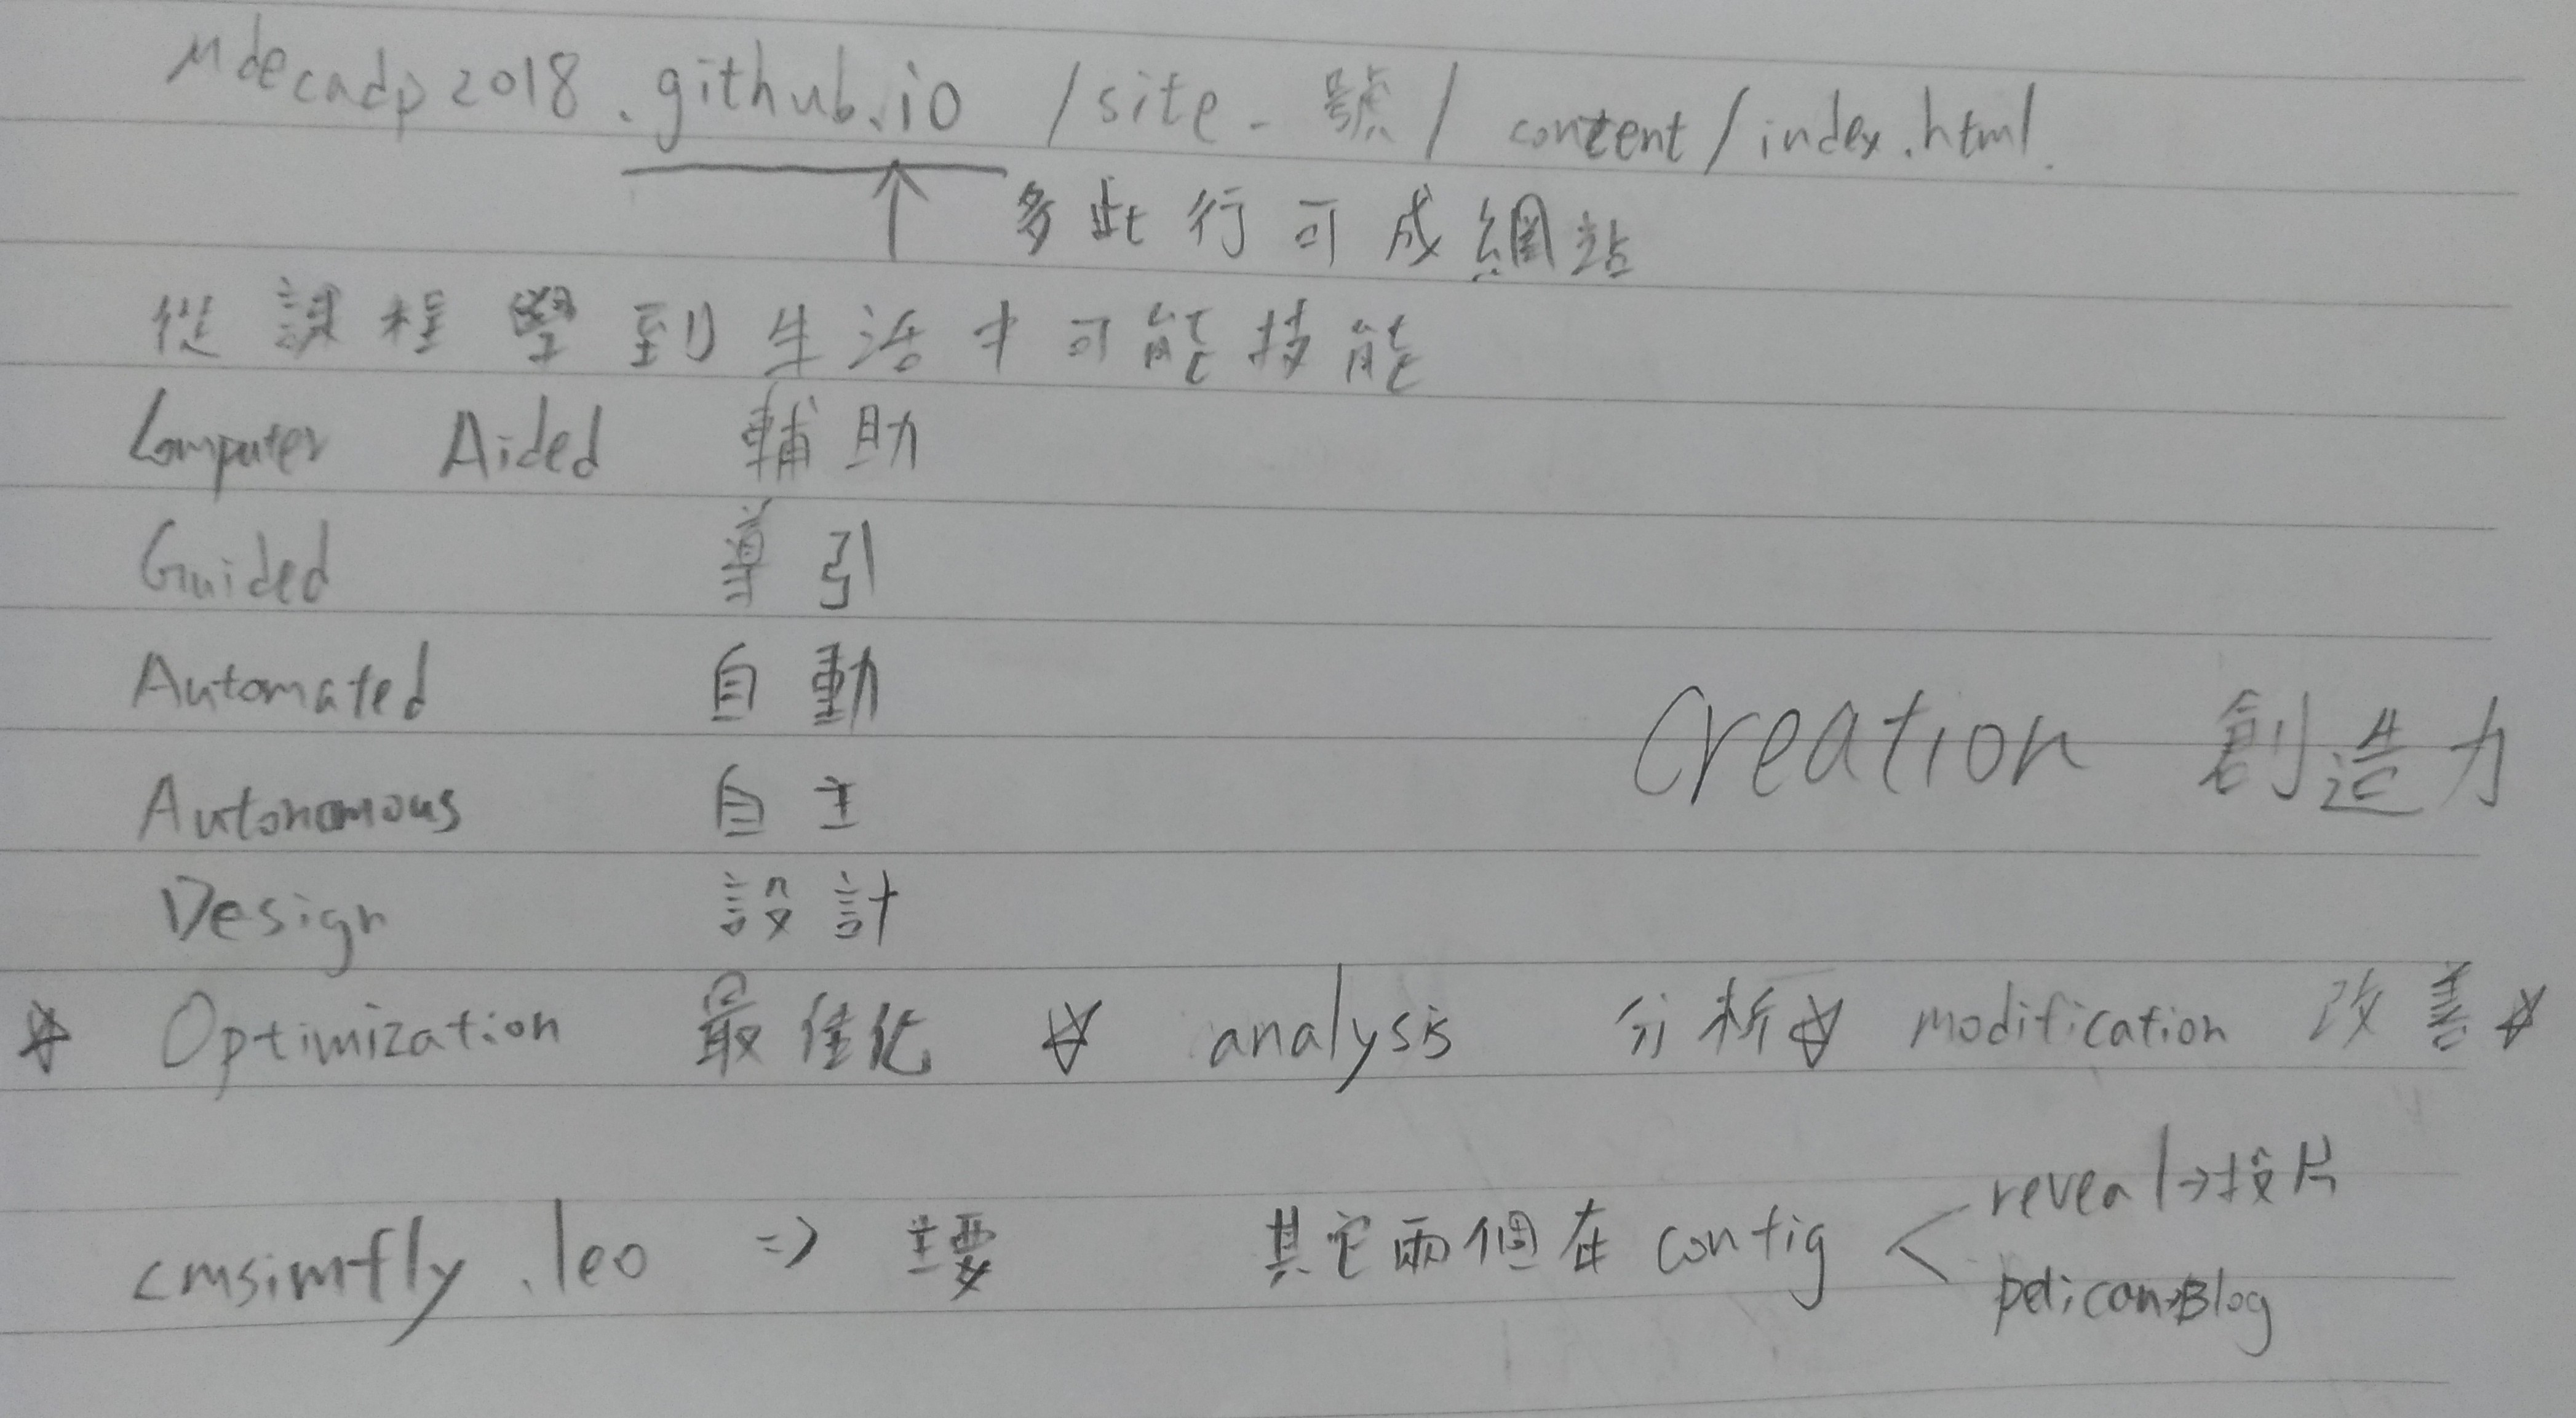 mdecadp2018.github.io /site-號/ content/index.html.
↑ 多此行可成網站
從課程學到生活中可能技能
Computer Aided 輔助
Guided 導引
Automated 自動
Creation 創造力
Autonomous 自主
Design 設計
☆ Optimization 最佳化 ☆ analysis 分析☆ modification 改善☆
reveal→投片
cmsimfly.leo => 主要 其它兩個在 config <
pelican→Blog